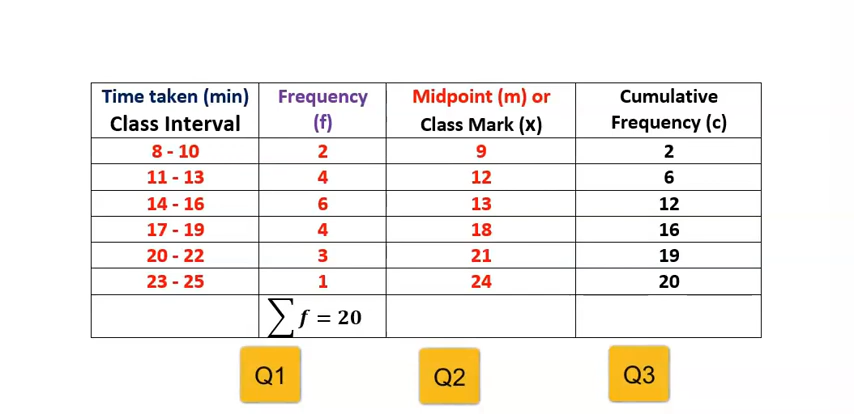 Time taken (min) Frequency Midpoint (m) or Cumulative
Class Interval (f) Class Mark (x) Frequency (c)
8 - 10 2 9 2
11 - 13 4 12 6
14 - 16 6 13 12
17 - 19 4 18 16
20 - 22 3 21 19
23 - 25 1 24 20
∑ f = 20
Q1 Q2 Q3